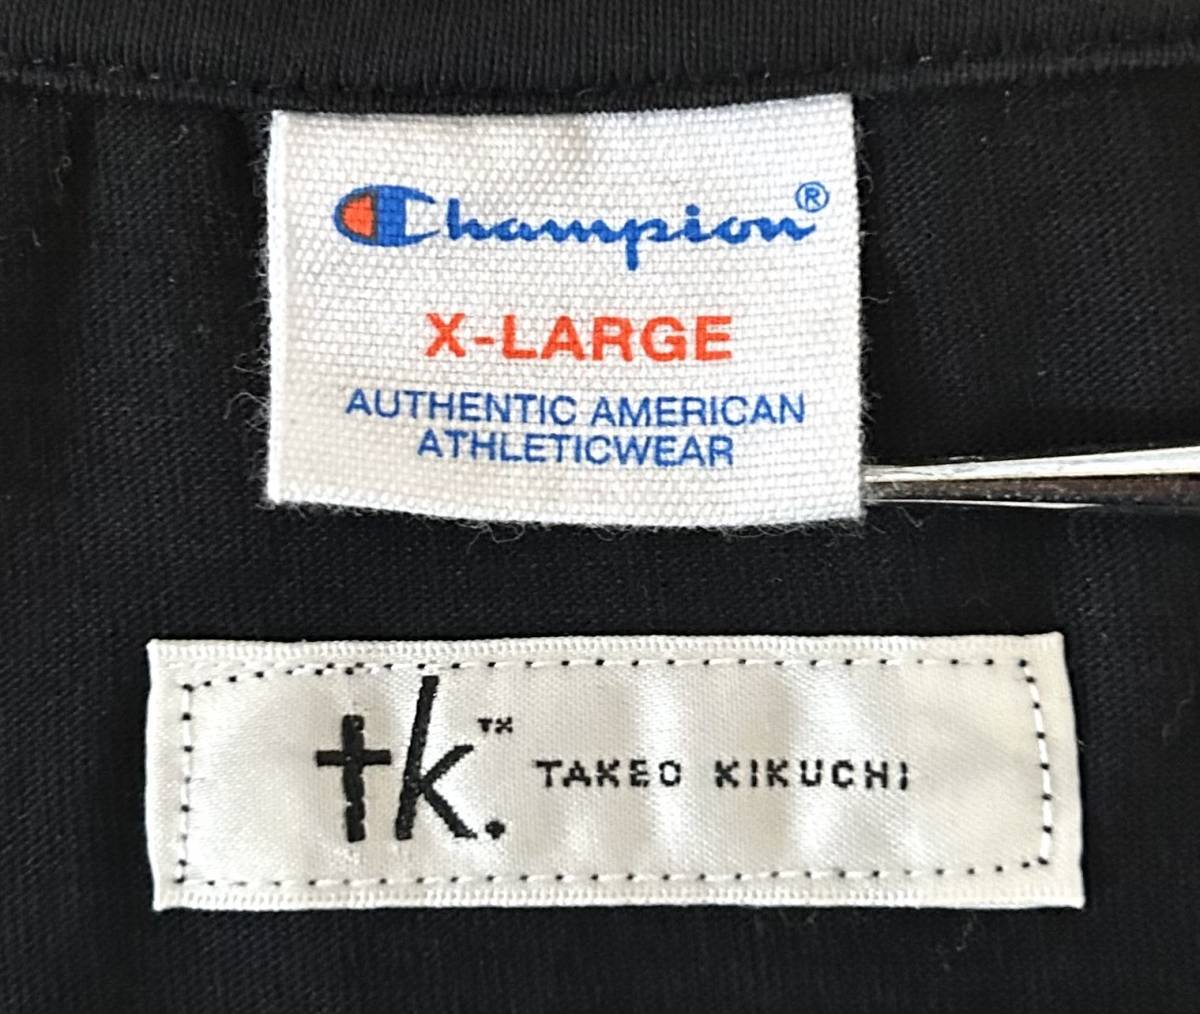 Champion®
X-LARGE
AUTHENTIC AMERICAN
ATHLETICWEAR
tk.™ TAKEO KIKUCHI